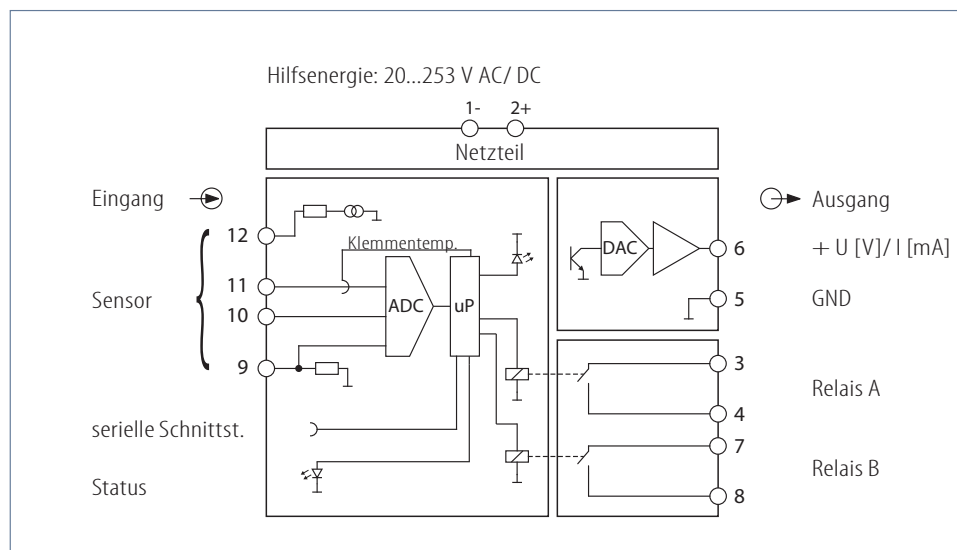 Hilfsenergie: 20...253 V AC/ DC
1- 2+
Netzteil
Eingang
Ausgang
12
Klemmentemp.
DAC
6
+ U [V]/ I [mA]
11
Sensor
ADC
uP
5
GND
10
9
3
Relais A
4
serielle Schnittst.
7
Relais B
Status
8